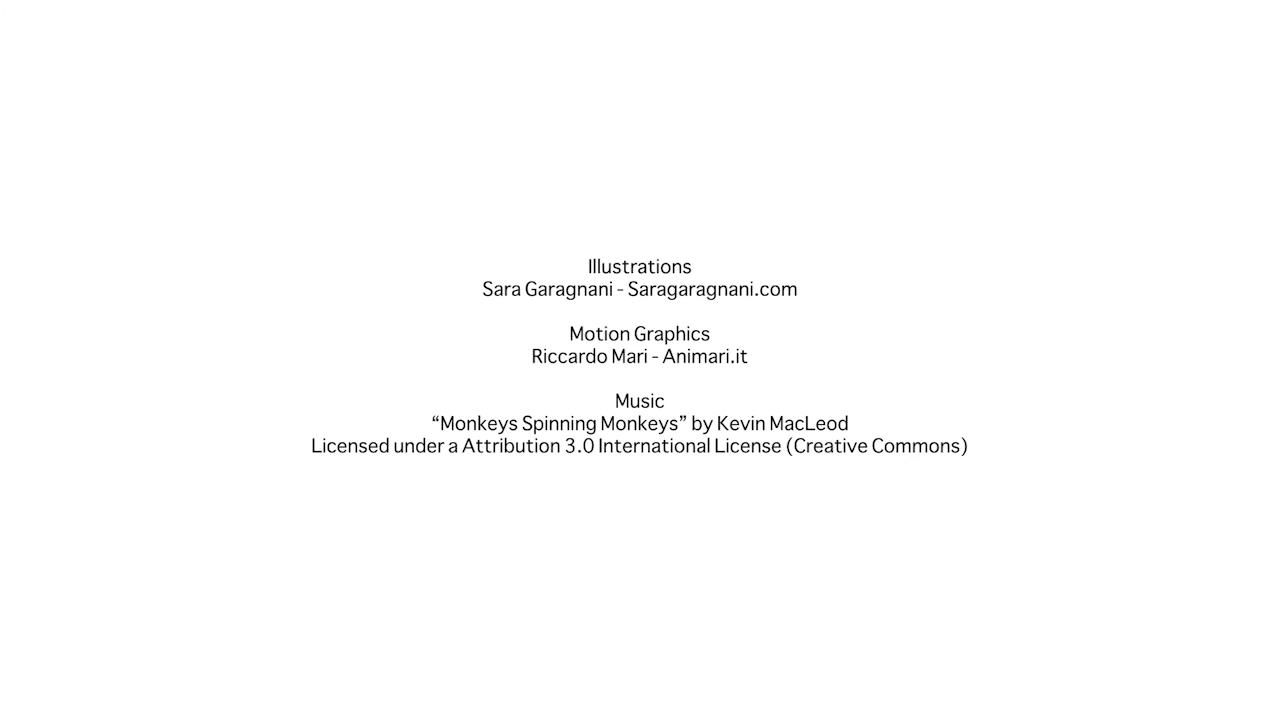 Illustrations
Sara Garagnani - Saragaragnani.com
Motion Graphics
Riccardo Mari - Animari.it
Music
“Monkeys Spinning Monkeys” by Kevin MacLeod
Licensed under a Attribution 3.0 International License (Creative Commons)